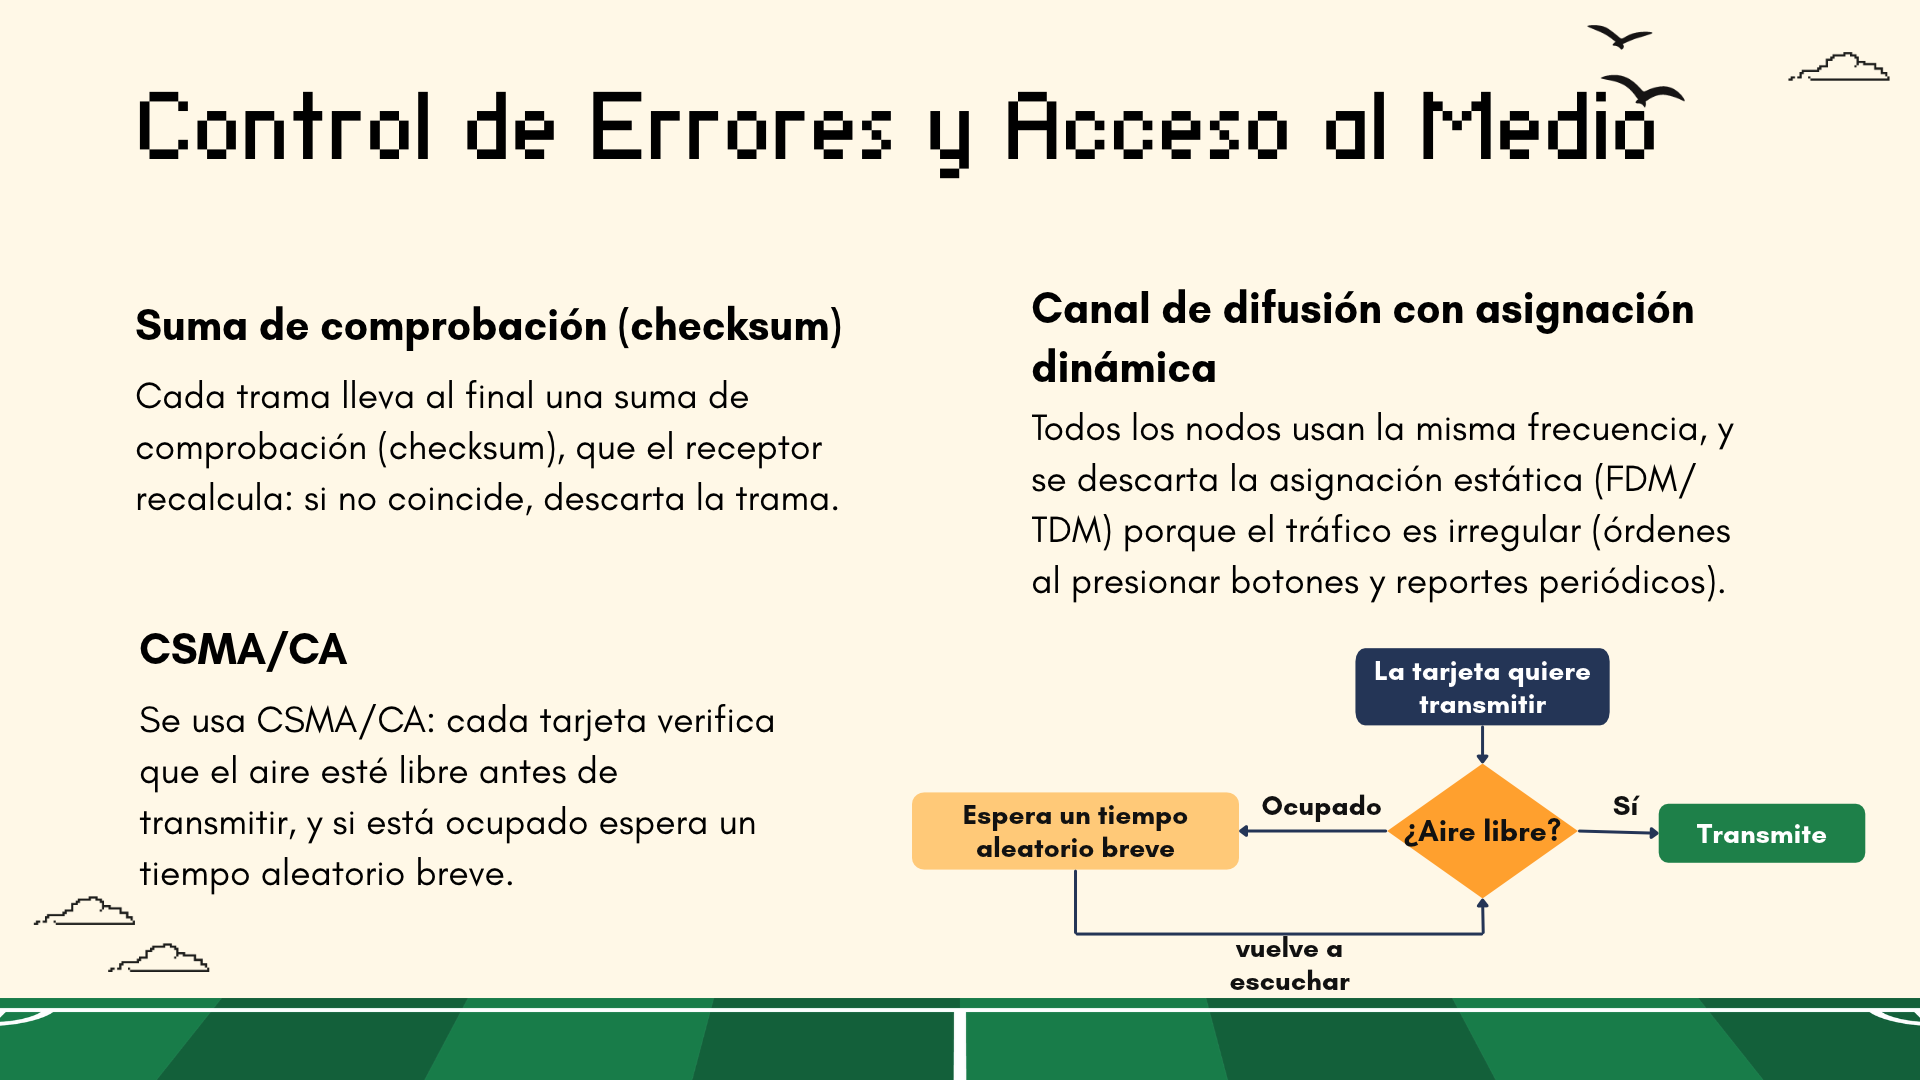 Control de Errores y Acceso al Medio
Suma de comprobación (checksum)
Cada trama lleva al final una suma de
comprobación (checksum), que el receptor
recalcula: si no coincide, descarta la trama.
CSMA/CA
Se usa CSMA/CA: cada tarjeta verifica
que el aire esté libre antes de
transmitir, y si está ocupado espera un
tiempo aleatorio breve.
Canal de difusión con asignación
dinámica
Todos los nodos usan la misma frecuencia, y
se descarta la asignación estática (FDM/
TDM) porque el tráfico es irregular (órdenes
al presionar botones y reportes periódicos).
La tarjeta quiere
transmitir
Espera un tiempo
aleatorio breve
Ocupado
¿Aire libre?
Sí
Transmite
vuelve a
escuchar